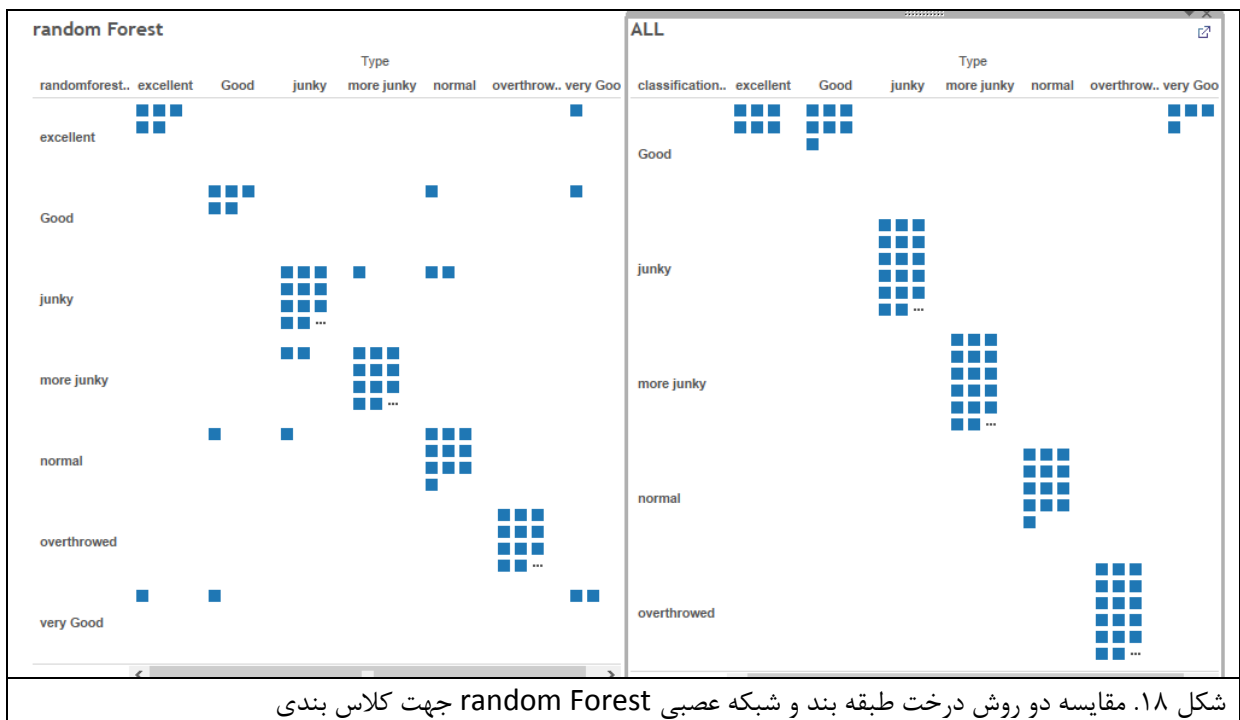 random Forest
Type
randomforest.. excellent Good junky more junky normal overthrow.. very Goo
excellent
Good
junky
...
more junky
...
normal
overthrowed
...
very Good
ALL
Type
classification.. excellent Good junky more junky normal overthrow.. very Goo
Good
junky
...
more junky
...
normal
overthrowed
...
شکل ۱۸. مقایسه دو روش درخت طبقه بند و شبکه عصبی random Forest جهت کلاس بندی